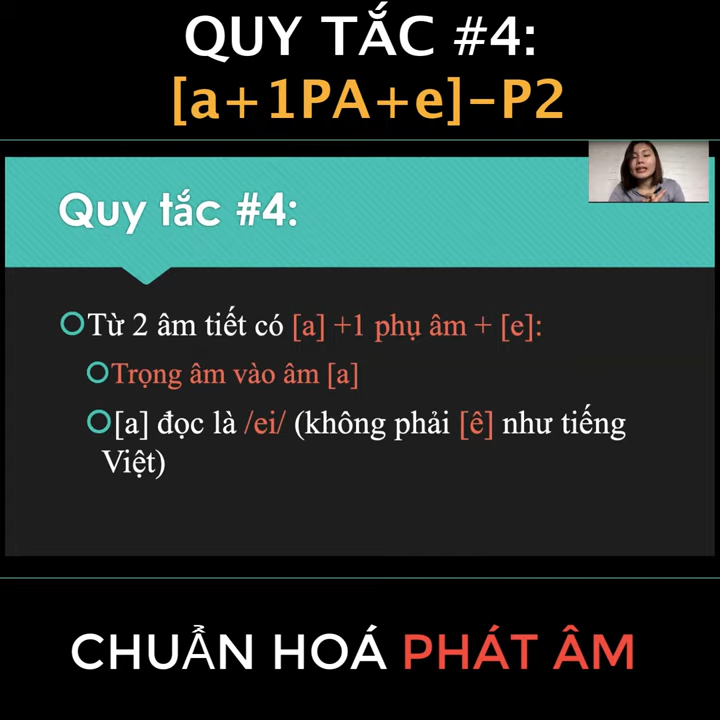 QUY TẮC #4:
[a+1PA+e]-P2
Quy tắc #4:
Từ 2 âm tiết có [a] +1 phụ âm + [e]:
Trọng âm vào âm [a]
[a] đọc là /ei/ (không phải [ê] như tiếng
Việt)
CHUẨN HOÁ PHÁT ÂM